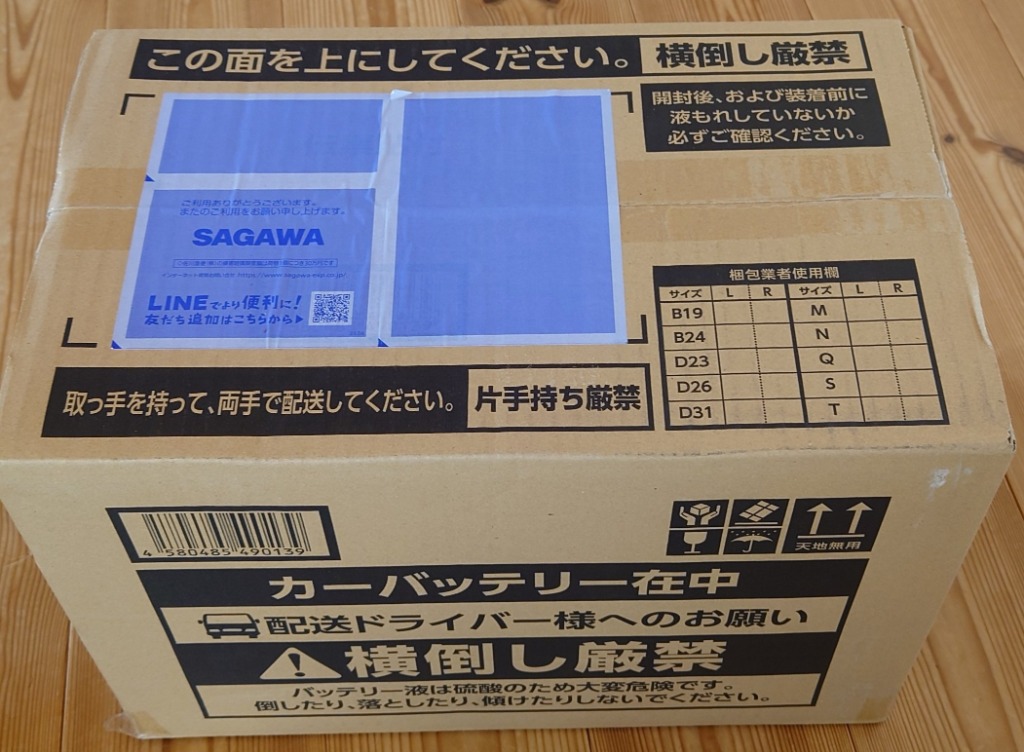 この面を上にしてください。 横倒し厳禁
開封後、および装着前に
液もれしていないか
必ずご確認ください。
ご利用ありがとうございます。
またのご利用をお願い申し上げます。
SAGAWA
https://www.sagawa-exp.co.jp/
LINEでより便利に!
友だち追加はこちらから▶
梱包業者使用欄
サイズ L R サイズ L R
B19 M
B24 N
D23 Q
D26 S
D31 T
取っ手を持って、両手で配送してください。 片手持ち厳禁
4 580485 490139
天地無用
カーバッテリー在中
配送ドライバー様へのお願い
横倒し厳禁
バッテリー液は硫酸のため大変危険です。
倒したり、落としたり、傾けたりしないでください。